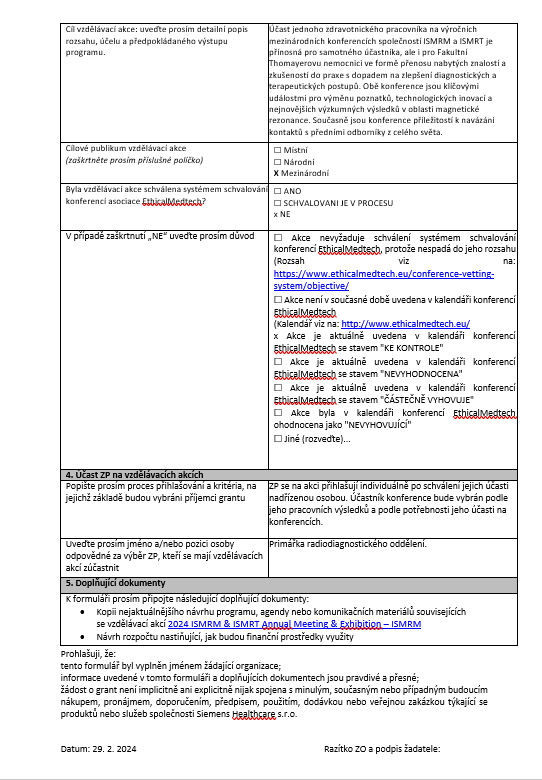 Cíl vzdělávací akce: uveďte prosím detailní popis
rozsahu, účelu a předpokládaného výstupu
programu.
Účast jednoho zdravotnického pracovníka na výročních
mezinárodních konferencích společností ISMRM a ISMRT je
přínosná pro samotného účastníka, ale i pro Fakultní
Thomayerovu nemocnici ve formě přenosu nabytých znalostí a
zkušeností do praxe s dopadem na zlepšení diagnostických a
terapeutických postupů. Obě konference jsou klíčovými
událostmi pro výměnu poznatků, technologických inovací a
nejnovějších výzkumných výsledků v oblasti magnetické
rezonance. Současně jsou konference příležitostí k navázání
kontaktů s předními odborníky z celého světa.
Cílové publikum vzdělávací akce
(zaškrtněte prosím příslušné políčko)
☐ Místní
☐ Národní
X Mezinárodní
Byla vzdělávací akce schválena systémem schvalování
konferencí asociace EthicalMedtech?
☐ ANO
☐ SCHVALOVANI JE V PROCESU
x NE
V případě zaškrtnutí „NE" uveďte prosím důvod
☐ Akce nevyžaduje schválení systémem schvalování
konferencí EthicalMedtech, protože nespadá do jeho rozsahu
(Rozsah viz na:
https://www.ethicalmedtech.eu/conference-vetting-
system/objective/
☐ Akce není v současné době uvedena v kalendáři konferencí
EthicalMedtech
(Kalendář viz na: http://www.ethicalmedtech.eu/
x Akce je aktuálně uvedena v kalendáři konferencí
EthicalMedtech se stavem "KE KONTROLE"
☐ Akce je aktuálně uvedena v kalendáři konferencí
EthicalMedtech se stavem "NEVYHODNOCENA"
☐ Akce je aktuálně uvedena v kalendáři konferencí
EthicalMedtech se stavem "ČÁSTEČNĚ VYHOVUJE"
☐ Akce byla v kalendáři konferencí EthicalMedtech
ohodnocena jako "NEVYHOVUJÍCÍ"
☐ Jiné (rozveďte)...
4. Účast ZP na vzdělávacích akcích
Popište prosím proces přihlašování a kritéria, na
jejichž základě budou vybráni příjemci grantu
ZP se na akci přihlašují individuálně po schválení jejich účasti
nadřízenou osobou. Účastník konference bude vybrán podle
jeho pracovních výsledků a podle potřebnosti jeho účasti na
konferencích.
Uveďte prosím jméno a/nebo pozici osoby
odpovědné za výběr ZP, kteří se mají vzdělávacích
akcí zúčastnit
Primářka radiodiagnostického oddělení.
5. Doplňující dokumenty
K formuláři prosím připojte následující doplňující dokumenty:
• Kopii nejaktuálnějšího návrhu programu, agendy nebo komunikačních materiálů souvisejících
se vzdělávací akcí 2024 ISMRM & ISMRT Annual Meeting & Exhibition – ISMRM
• Návrh rozpočtu nastiňující, jak budou finanční prostředky využity
Prohlašuji, že:
tento formulář byl vyplněn jménem žádající organizace;
informace uvedené v tomto formuláři a doplňujících dokumentech jsou pravdivé a přesné;
žádost o grant není implicitně ani explicitně nijak spojena s minulým, současným nebo případným budoucím
nákupem, pronájmem, doporučením, předpisem, použitím, dodávkou nebo veřejnou zakázkou týkající se
produktů nebo služeb společnosti Siemens Healthcare s.r.o.
Datum: 29. 2. 2024
Razítko ZO a podpis žadatele: